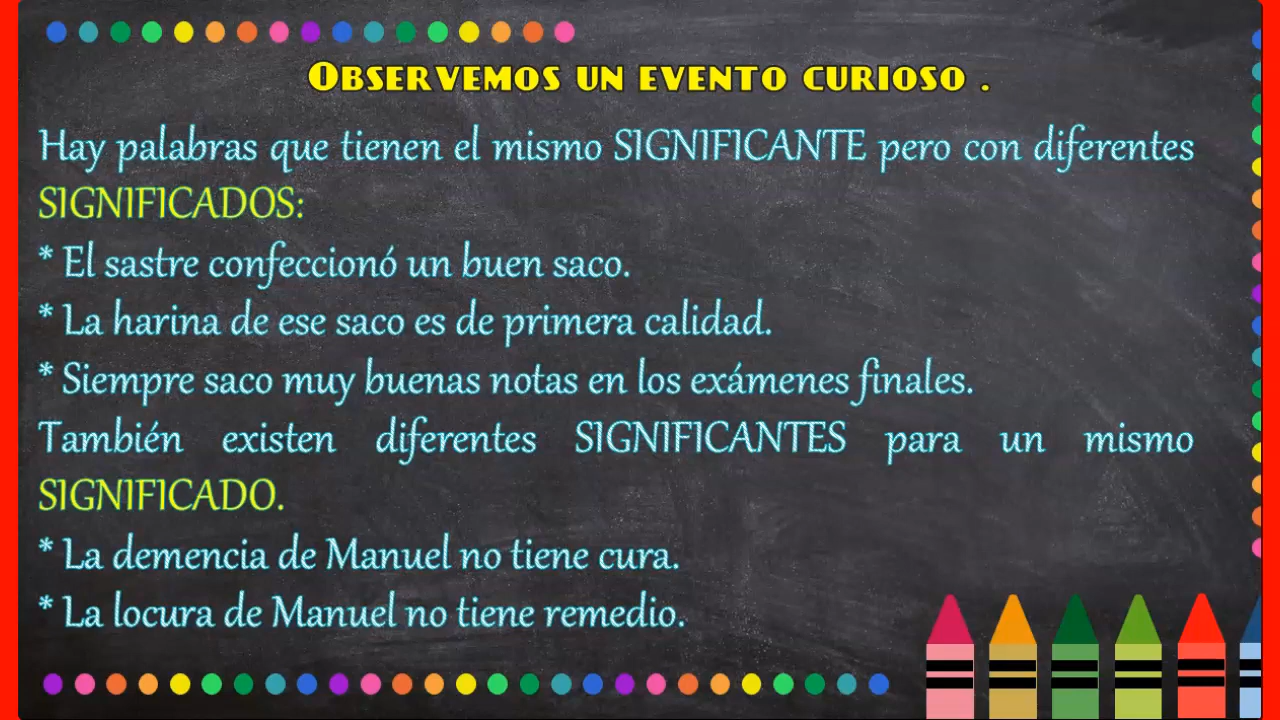 OBSERVEMOS UN EVENTO CURIOSO .
Hay palabras que tienen el mismo SIGNIFICANTE pero con diferentes
SIGNIFICADOS:
* El sastre confeccionó un buen saco.
* La harina de ese saco es de primera calidad.
* Siempre saco muy buenas notas en los exámenes finales.
También existen diferentes SIGNIFICANTES para un mismo
SIGNIFICADO.
* La demencia de Manuel no tiene cura.
* La locura de Manuel no tiene remedio.